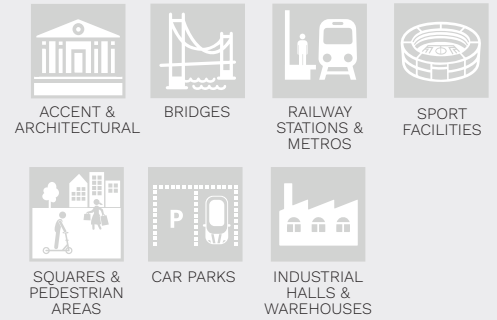 ACCENT &
ARCHITECTURAL
BRIDGES
RAILWAY
STATIONS &
METROS
SPORT
FACILITIES
P
SQUARES &
PEDESTRIAN
AREAS
CAR PARKS
INDUSTRIAL
HALLS &
WAREHOUSES